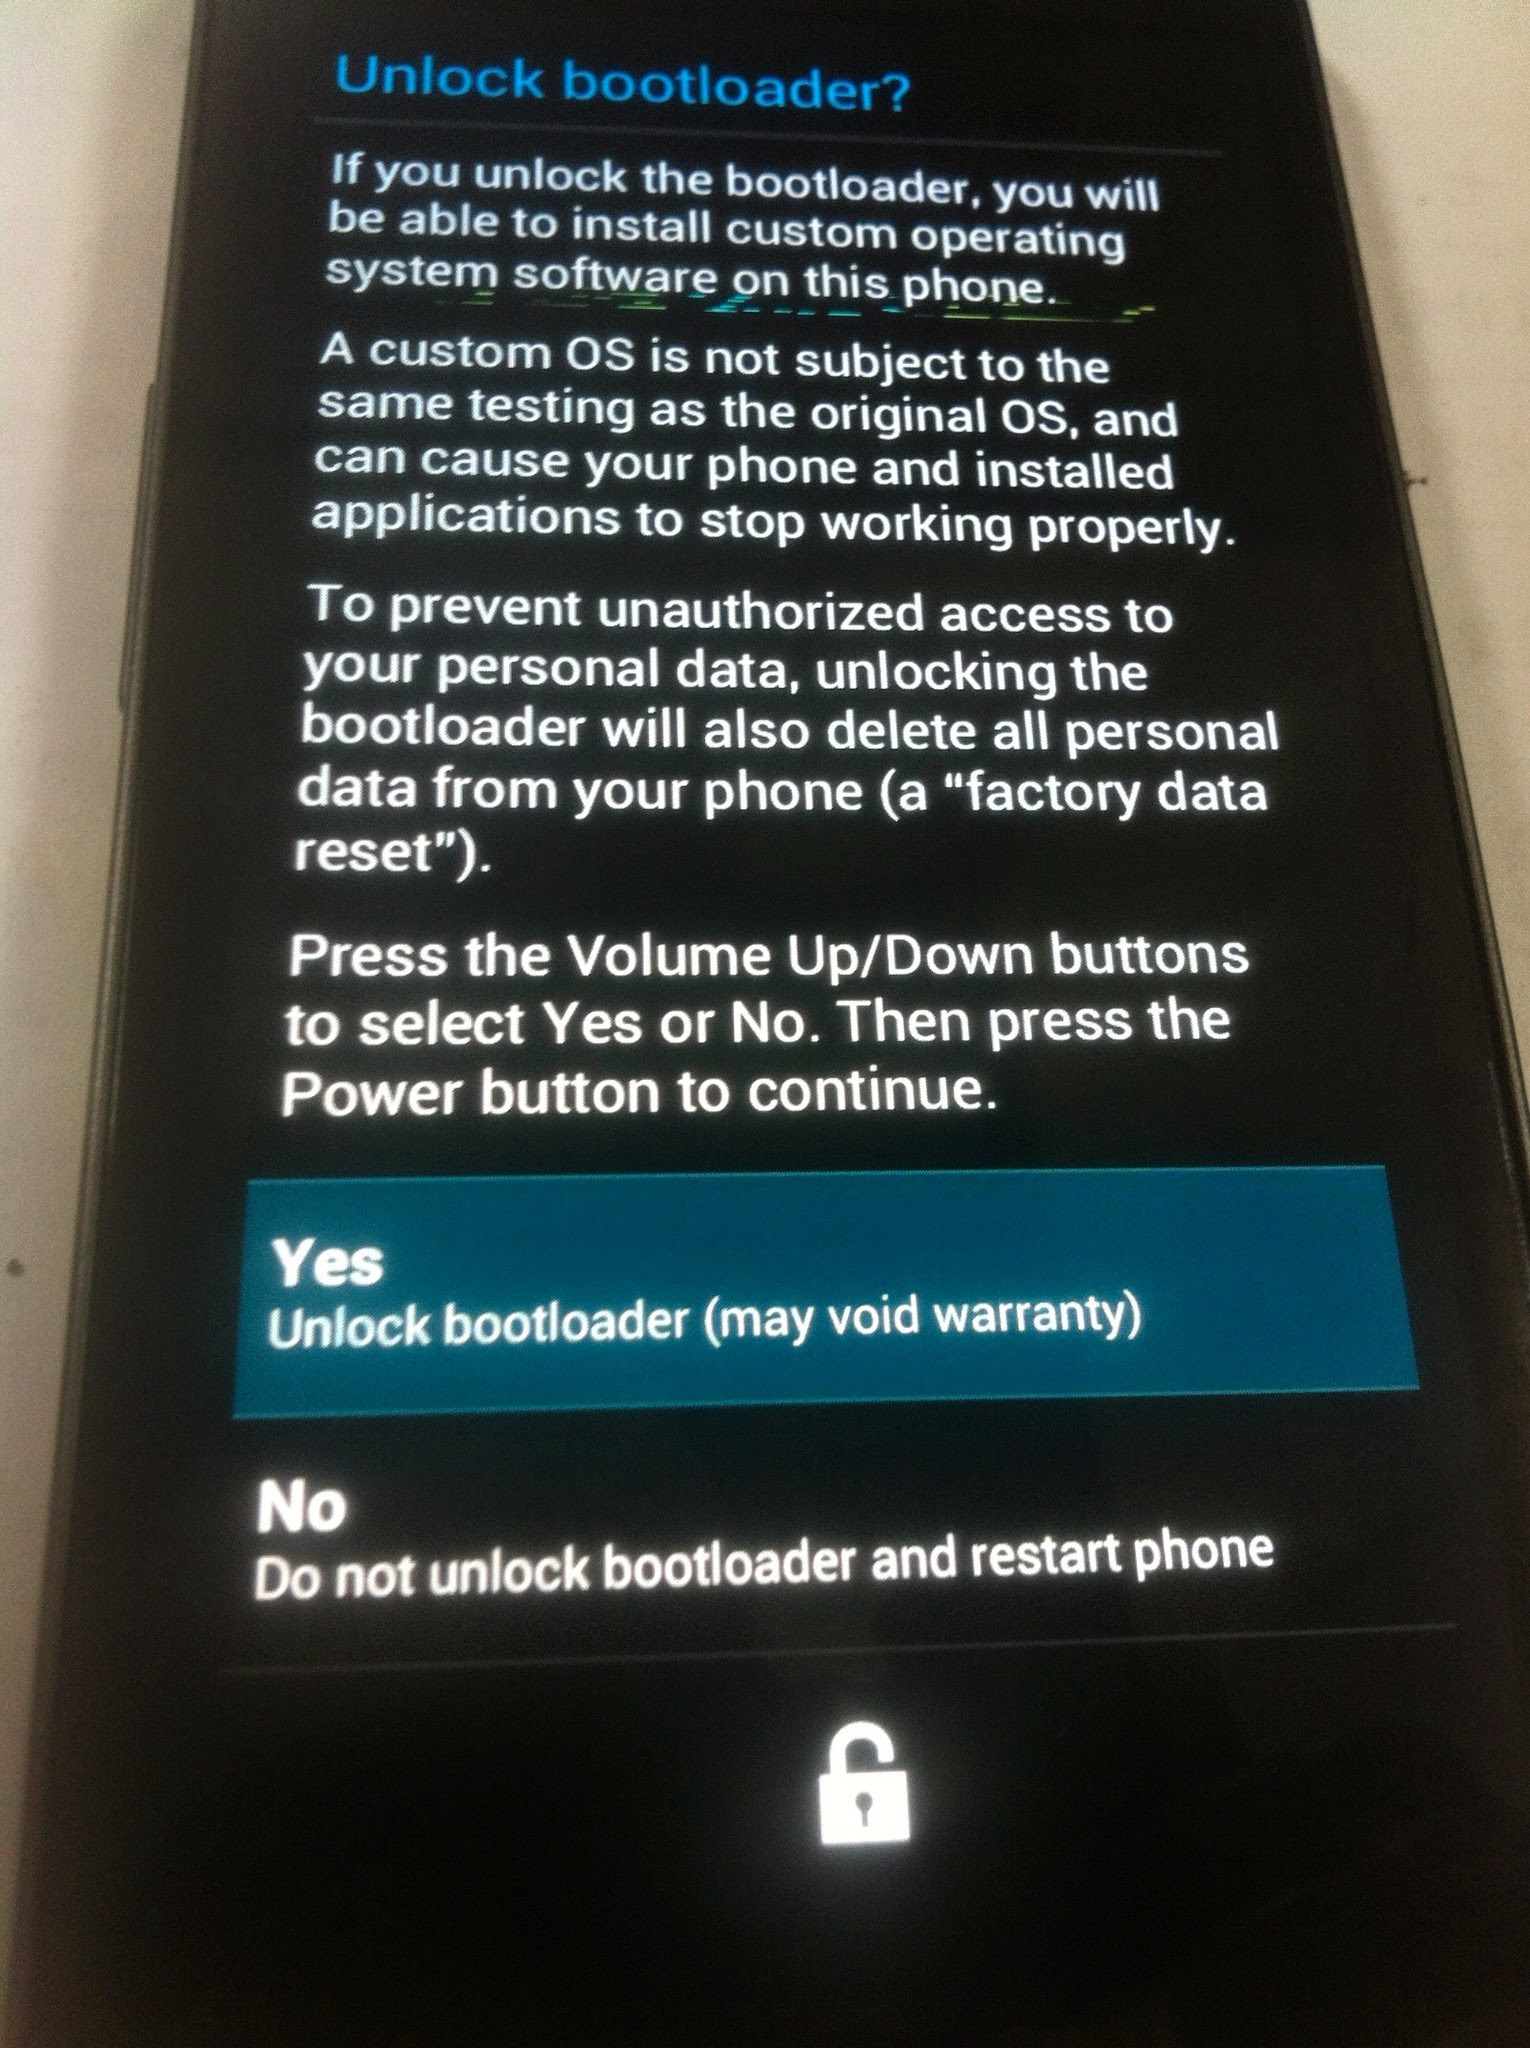 Unlock bootloader?
If you unlock the bootloader, you will
be able to install custom operating
system software on this phone.
A custom OS is not subject to the
same testing as the original OS, and
can cause your phone and installed
applications to stop working properly.
To prevent unauthorized access to
your personal data, unlocking the
bootloader will also delete all personal
data from your phone (a "factory data
reset").
Press the Volume Up/Down buttons
to select Yes or No. Then press the
Power button to continue.
Yes
Unlock bootloader (may void warranty)
No
Do not unlock bootloader and restart phone